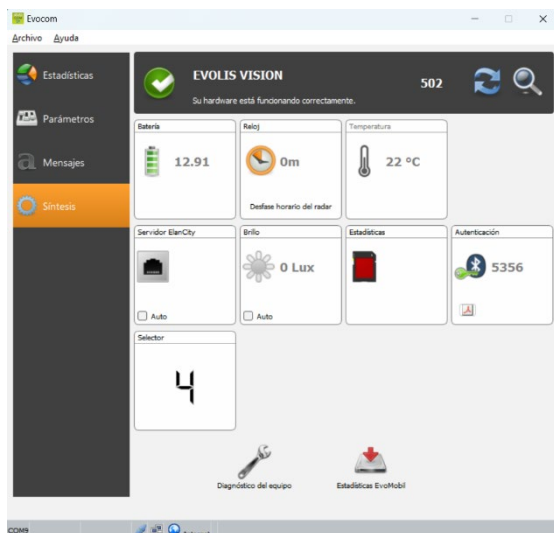 Evocom
Archivo Ayuda
Estadísticas
Parámetros
Mensajes
Síntesis
EVOLIS VISION
502
Su hardware está funcionando correctamente.
Batería
12.91
Reloj
0m
Desfase horario del radar
Temperatura
22 °C
Servidor ElanCity
Auto
Brillo
0 Lux
Auto
Estadísticas
Autenticación
5356
Selector
4
Diagnóstico del equipo
Estadísticas EvoMobil
COM9